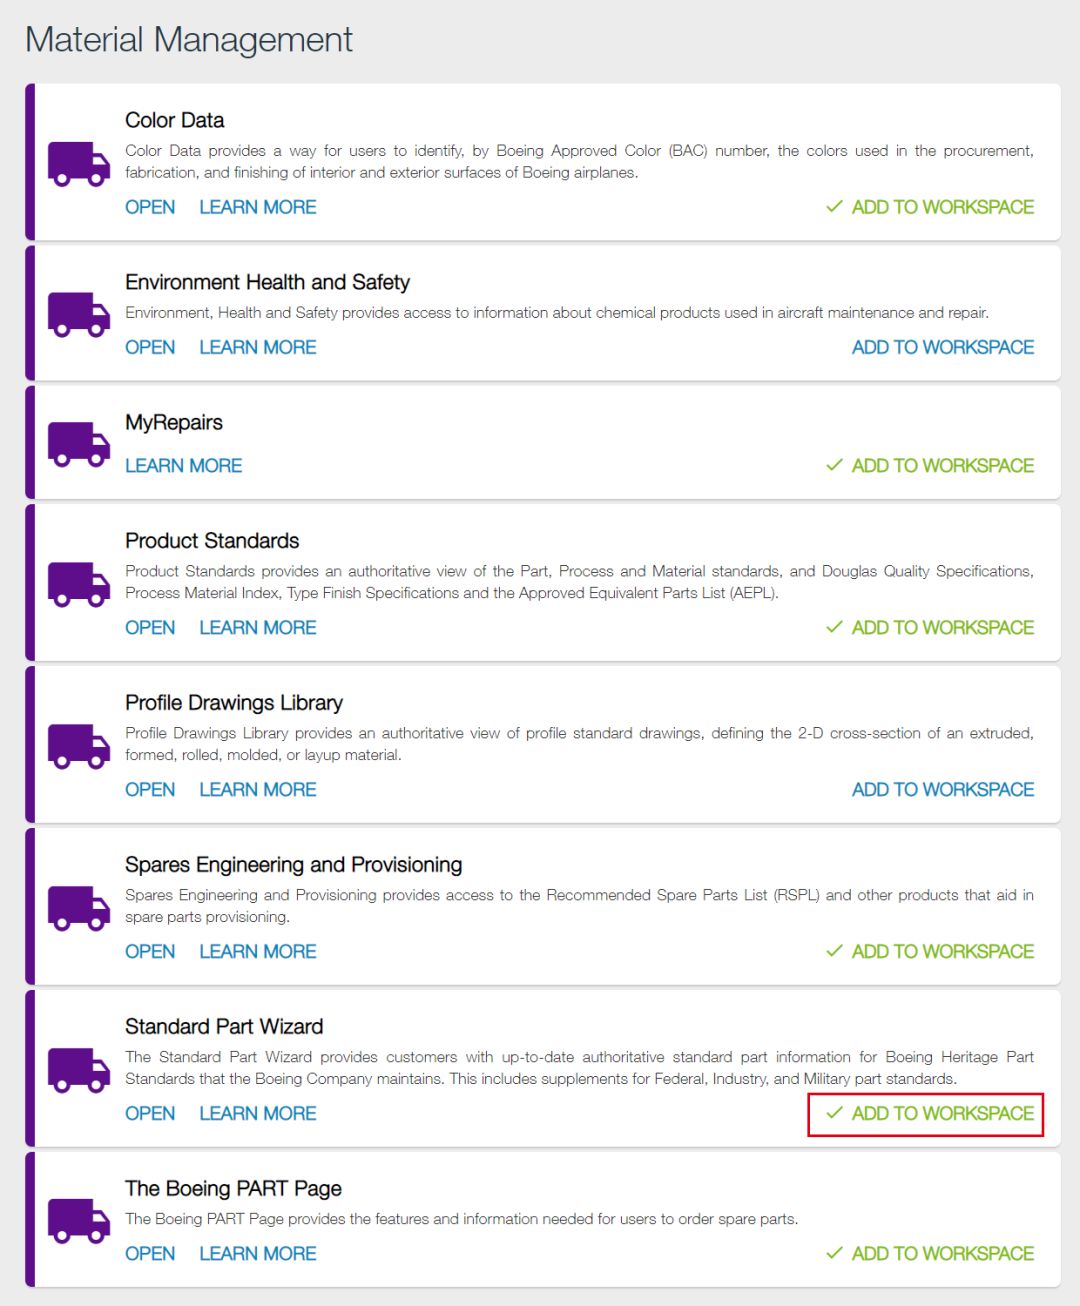 Material Management
Color Data
Color Data provides a way for users to identify, by Boeing Approved Color (BAC) number, the colors used in the procurement,
fabrication, and finishing of interior and exterior surfaces of Boeing airplanes.
OPEN LEARN MORE ✓ ADD TO WORKSPACE
Environment Health and Safety
Environment, Health and Safety provides access to information about chemical products used in aircraft maintenance and repair.
OPEN LEARN MORE ADD TO WORKSPACE
MyRepairs
LEARN MORE ✓ ADD TO WORKSPACE
Product Standards
Product Standards provides an authoritative view of the Part, Process and Material standards, and Douglas Quality Specifications,
Process Material Index, Type Finish Specifications and the Approved Equivalent Parts List (AEPL).
OPEN LEARN MORE ✓ ADD TO WORKSPACE
Profile Drawings Library
Profile Drawings Library provides an authoritative view of profile standard drawings, defining the 2-D cross-section of an extruded,
formed, rolled, molded, or layup material.
OPEN LEARN MORE ADD TO WORKSPACE
Spares Engineering and Provisioning
Spares Engineering and Provisioning provides access to the Recommended Spare Parts List (RSPL) and other products that aid in
spare parts provisioning.
OPEN LEARN MORE ✓ ADD TO WORKSPACE
Standard Part Wizard
The Standard Part Wizard provides customers with up-to-date authoritative standard part information for Boeing Heritage Part
Standards that the Boeing Company maintains. This includes supplements for Federal, Industry, and Military part standards.
OPEN LEARN MORE ✓ ADD TO WORKSPACE
The Boeing PART Page
The Boeing PART Page provides the features and information needed for users to order spare parts.
OPEN LEARN MORE ✓ ADD TO WORKSPACE